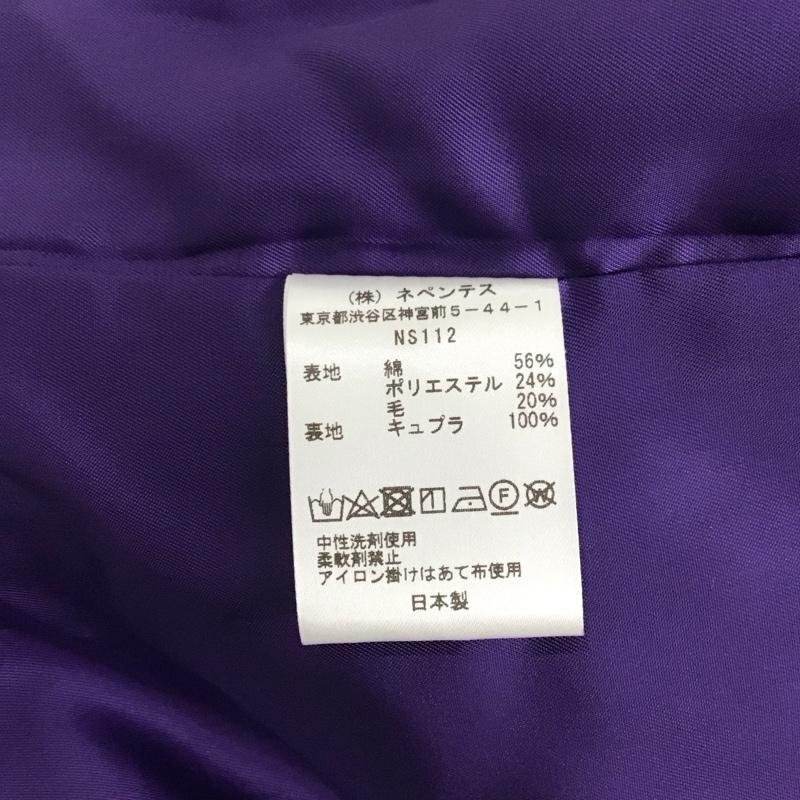 （株）ネペンテス
東京都渋谷区神宮前5－44－1
NS112
表地 綿 56%
ポリエステル 24%
毛 20%
裏地 キュプラ 100%
F W
中性洗剤使用
柔軟剤禁止
アイロン掛けはあて布使用
日本製